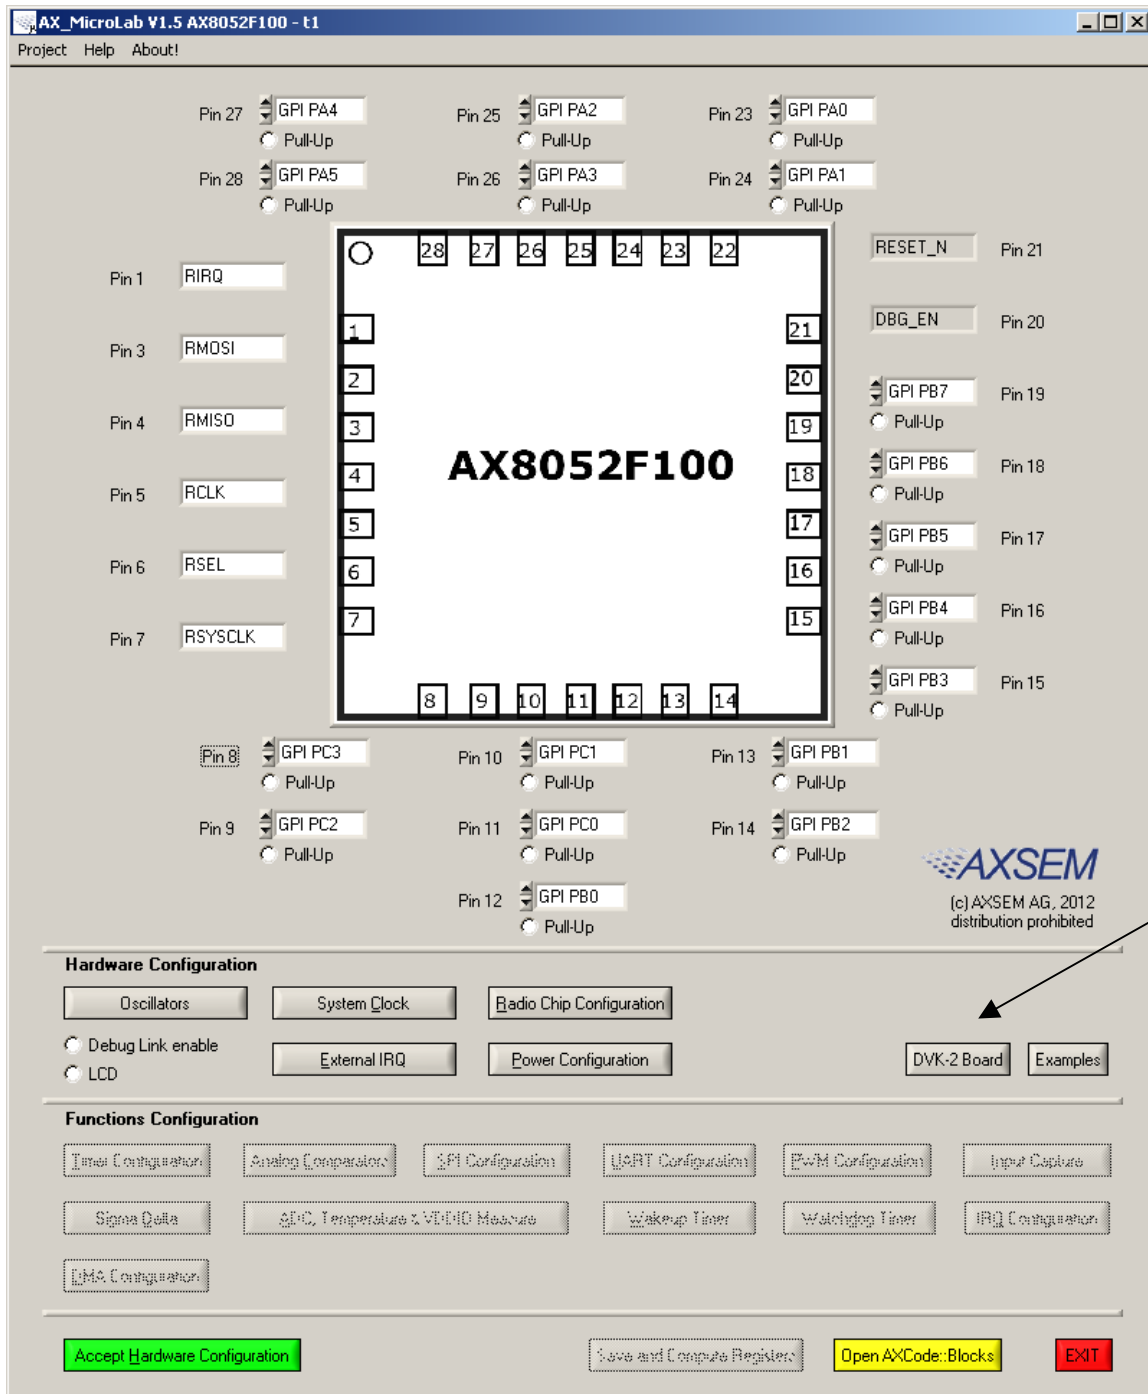 AX_MicroLab V1.5 AX8052F100 - t1
Project Help About!
Pin 27 GPI PA4 Pin 25 GPI PA2 Pin 23 GPI PA0
Pull-Up Pull-Up Pull-Up
Pin 28 GPI PA5 Pin 26 GPI PA3 Pin 24 GPI PA1
Pull-Up Pull-Up Pull-Up
28 27 26 25 24 23 22
RESET_N Pin 21
Pin 1 RIRQ
DBG_EN Pin 20
1 21
Pin 3 RMOSI
2 20
GPI PB7 Pin 19
Pull-Up
Pin 4 RMISO
3 19
AX8052F100
GPI PB6 Pin 18
4 18
Pull-Up
Pin 5 RCLK
5 17
GPI PB5 Pin 17
Pull-Up
Pin 6 RSEL
6 16
GPI PB4 Pin 16
7 15
Pull-Up
Pin 7 RSYSCLK
GPI PB3 Pin 15
Pull-Up
8 9 10 11 12 13 14
Pin 8 GPI PC3 Pin 10 GPI PC1 Pin 13 GPI PB1
Pull-Up Pull-Up Pull-Up
Pin 9 GPI PC2 Pin 11 GPI PC0 Pin 14 GPI PB2
Pull-Up Pull-Up Pull-Up
AXSEM
Pin 12 GPI PB0
Pull-Up
(c) AXSEM AG, 2012
distribution prohibited
Hardware Configuration
Oscillators System Clock Radio Chip Configuration
Debug Link enable
LCD
External IRQ Power Configuration DVK-2 Board Examples
Functions Configuration
Timer Configuration Analog Comparators SPI Configuration UART Configuration PWM Configuration Input Capture
Sigma Delta ADC, Temperature & VDDIO Measure Wakeup Timer Watchdog Timer IRQ Configuration
DMA Configuration
Accept Hardware Configuration Save and Compute Registers Open AXCode::Blocks EXIT